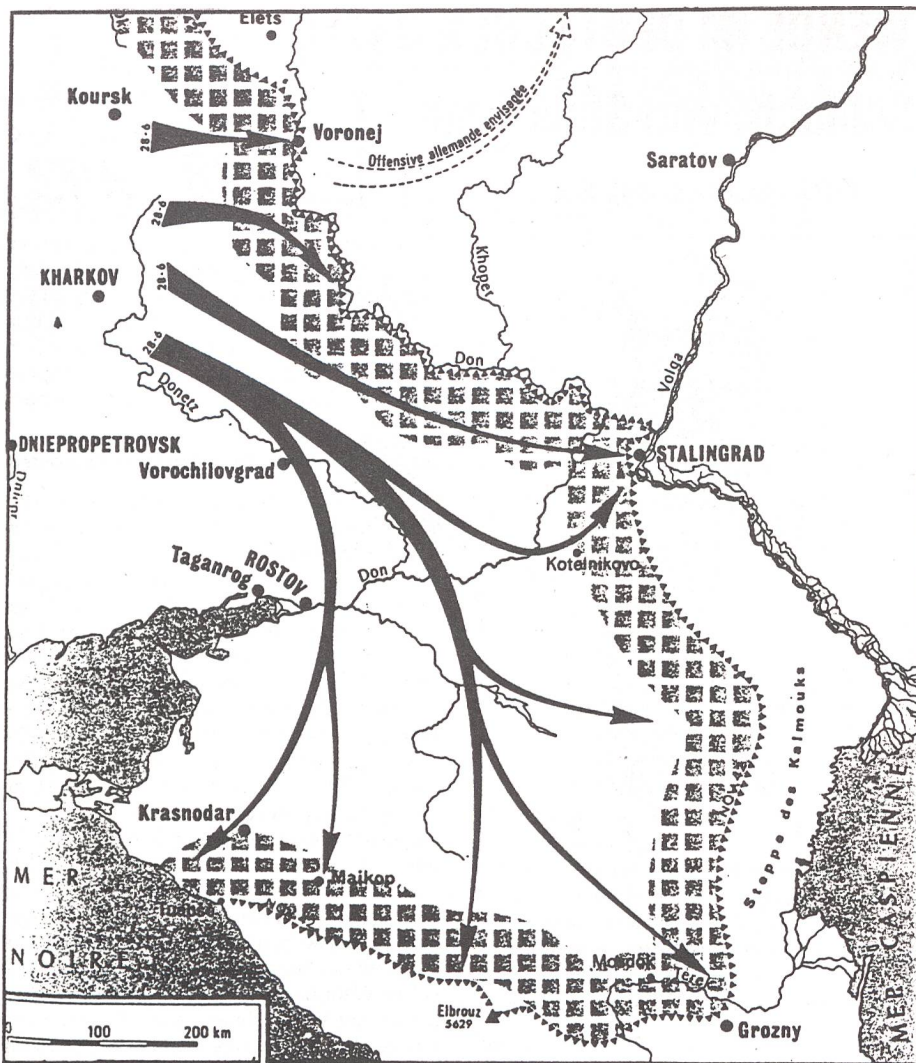 Elets
Koursk
28-6
Voronej
Offensive allemande envisagée
Saratov
28-6
Khoper
KHARKOV
28-6
28-6
Don
Volga
Donetz
DNIEPROPETROVSK
STALINGRAD
Vorochilovgrad
Kotelnikovo
ROSTOV
Taganrog
Don
Steppe des Kalmouks
Krasnodar
Maikop
MER
NOIRE
MER CASPIENNE
Elbrouz
5629
Grozny
0 100 200 km